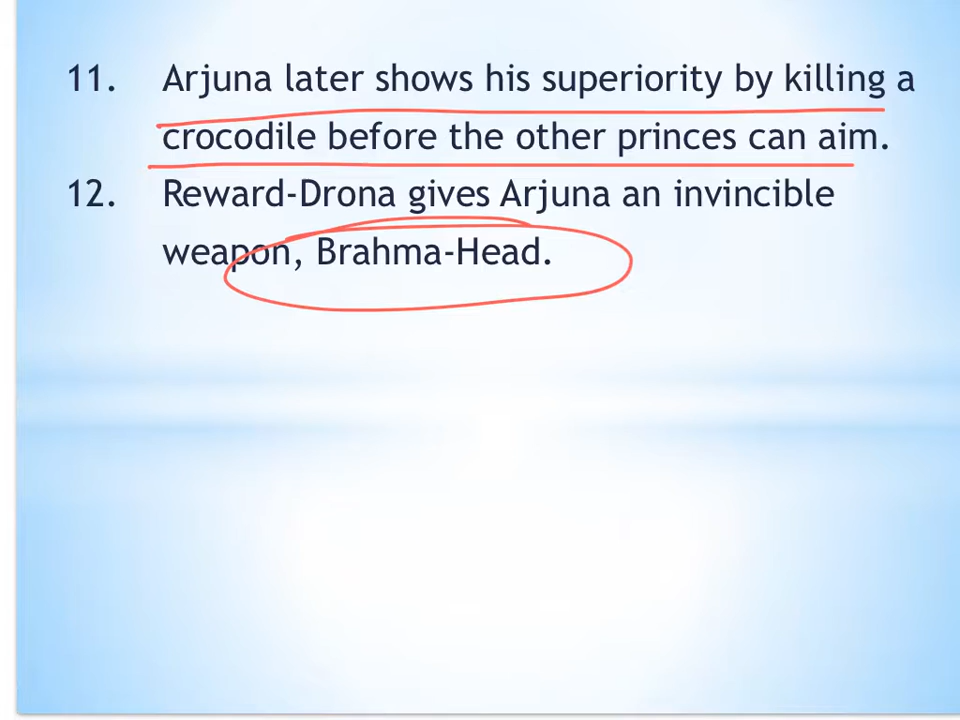 11. Arjuna later shows his superiority by killing a
crocodile before the other princes can aim.
12. Reward-Drona gives Arjuna an invincible
weapon, Brahma-Head.